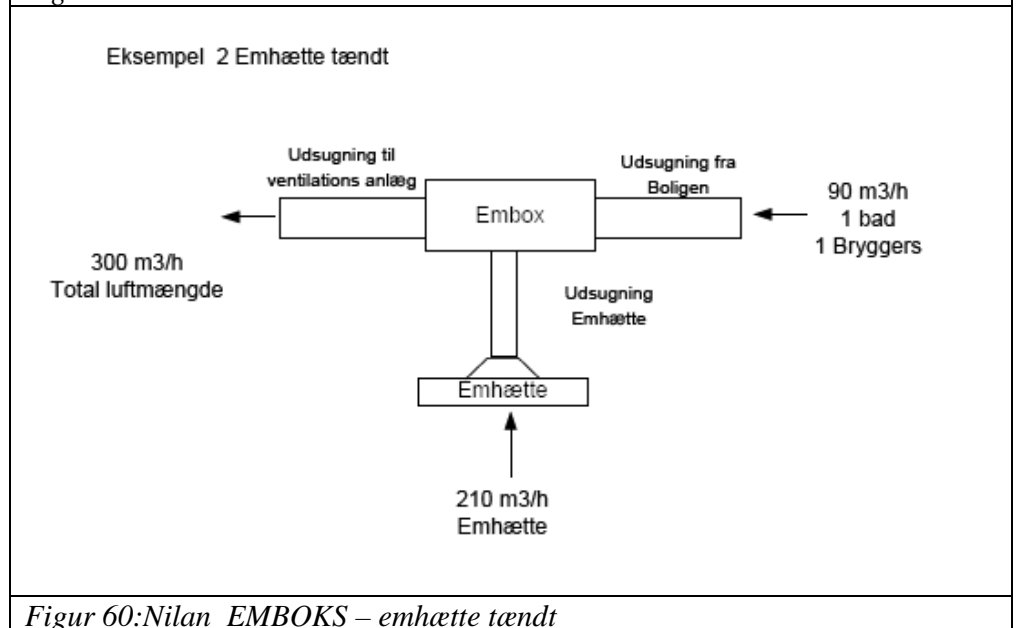 Eksempel 2 Emhætte tændt
Udsugning til
ventilations anlæg
Udsugning fra
Boligen
Embox
90 m3/h
1 bad
1 Bryggers
300 m3/h
Total luftmængde
Udsugning
Emhætte
Emhætte
210 m3/h
Emhætte
Figur 60:Nilan EMBOKS – emhætte tændt